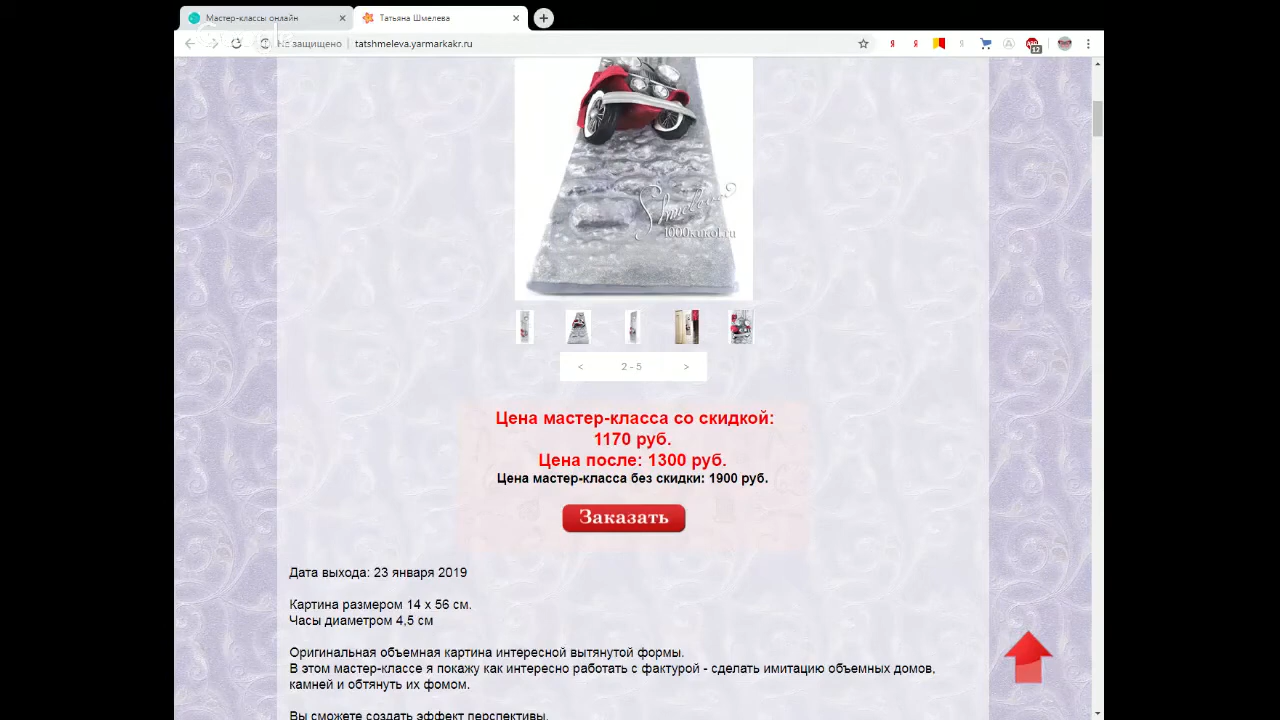 Мастер-классы онлайн
Татьяна Шмелева
Не защищено
tatshmeleva.yarmarkakr.ru
Shmeleva
1000kukol.ru
< 2 - 5 >
Цена мастер-класса со скидкой:
1170 руб.
Цена после: 1300 руб.
Цена мастер-класса без скидки: 1900 руб.
Заказать
Дата выхода: 23 января 2019
Картина размером 14 х 56 см.
Часы диаметром 4,5 см
Оригинальная объемная картина интересной вытянутой формы.
В этом мастер-классе я покажу как интересно работать с фактурой - сделать имитацию объемных домов,
камней и обтянуть их фомом.
Вы сможете создать эффект перспективы.